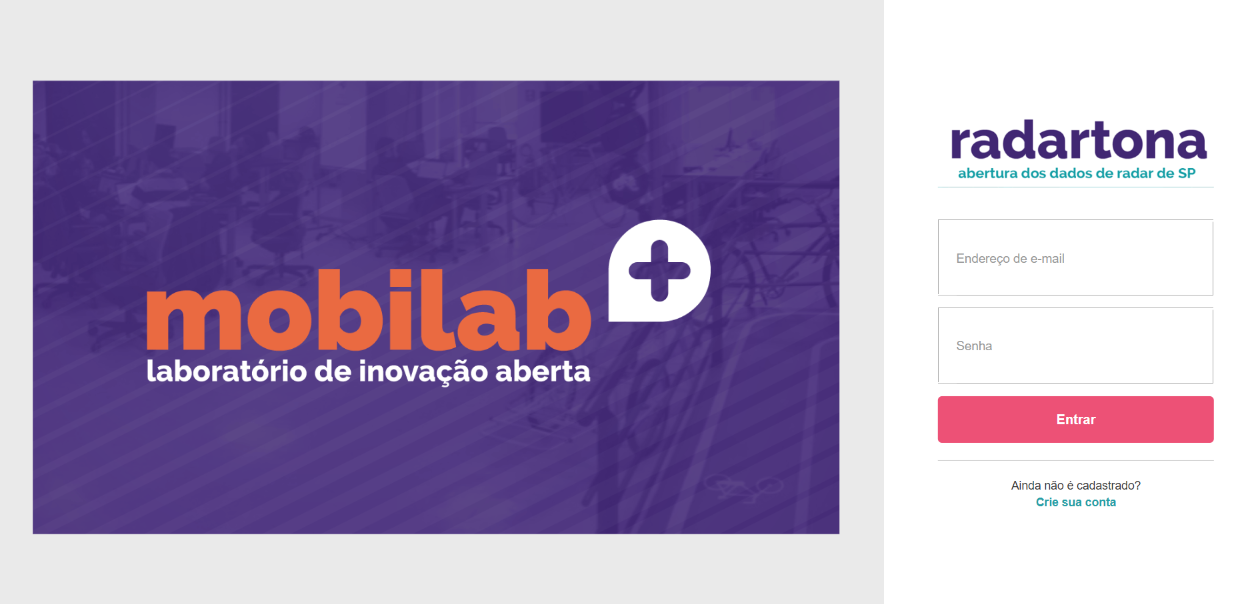 mobilab
laboratório de inovação aberta
radartona
abertura dos dados de radar de SP
Endereço de e-mail
Senha
Entrar
Ainda não é cadastrado?
Crie sua conta